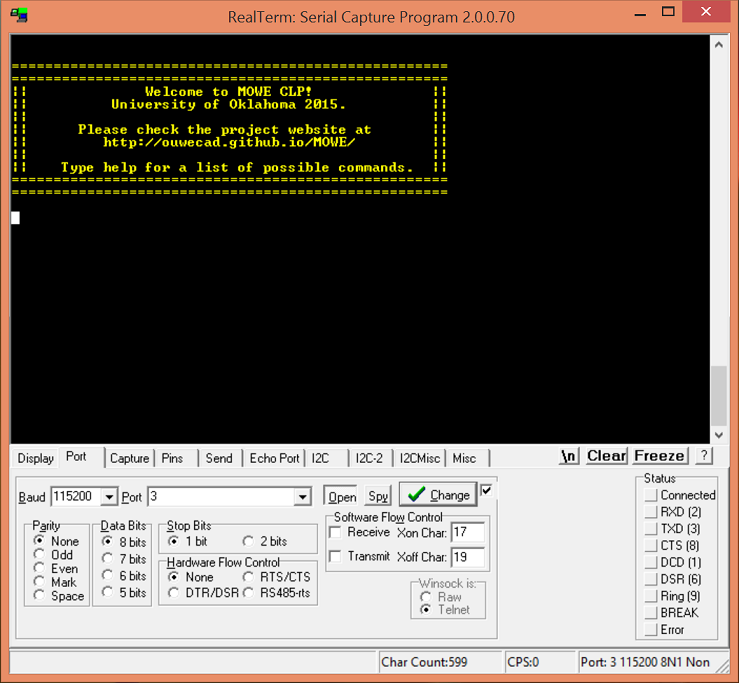 RealTerm: Serial Capture Program 2.0.0.70
====================================================
====================================================
|| Welcome to MOWE CLP! ||
|| University of Oklahoma 2015. ||
|| ||
|| Please check the project website at ||
|| http://ouwecad.github.io/MOWE/ ||
|| ||
|| Type help for a list of possible commands. ||
====================================================
====================================================
Display Port Capture Pins Send Echo Port I2C I2C-2 I2CMisc Misc \n Clear Freeze ?
Baud 115200 Port 3 Open Spy Change
Parity
None
Odd
Even
Mark
Space
Data Bits
8 bits
7 bits
6 bits
5 bits
Stop Bits
1 bit 2 bits
Hardware Flow Control
None RTS/CTS
DTR/DSR RS485-rts
Software Flow Control
Receive Xon Char: 17
Transmit Xoff Char: 19
Winsock is:
Raw
Telnet
Status
Connected
RXD (2)
TXD (3)
CTS (8)
DCD (1)
DSR (6)
Ring (9)
BREAK
Error
Char Count:599 CPS:0 Port: 3 115200 8N1 Non